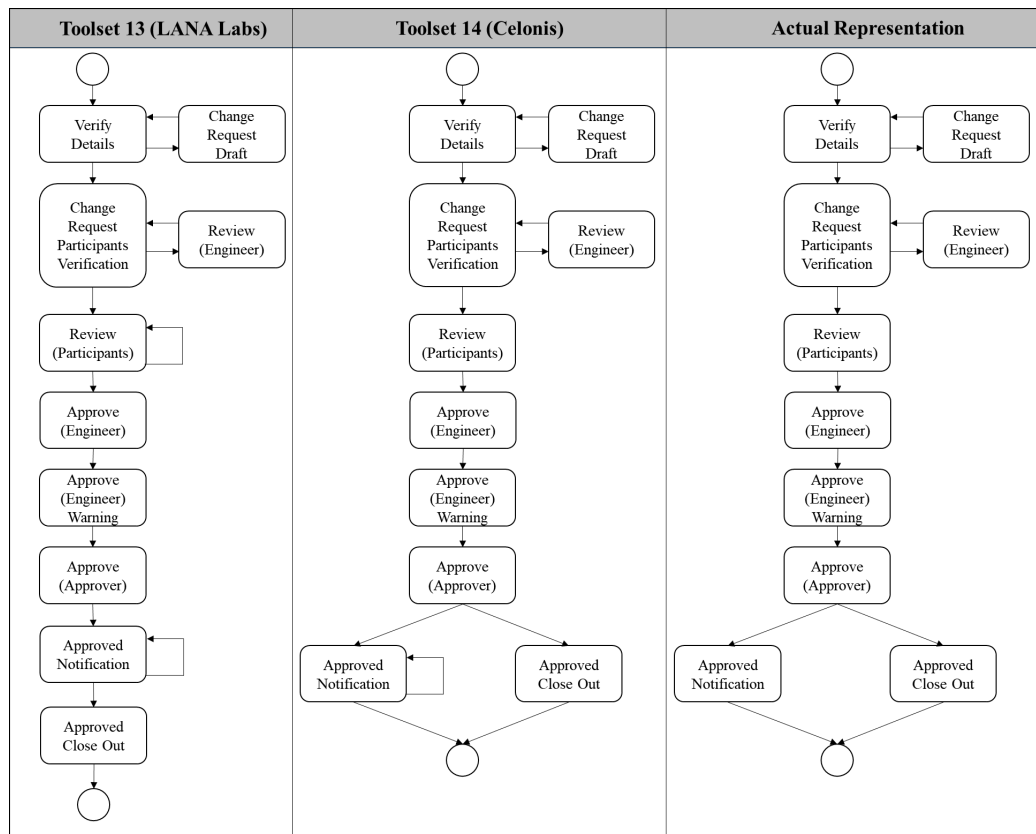 Toolset 13 (LANA Labs)
Toolset 14 (Celonis)
Actual Representation
Verify
Details
Change
Request
Draft
Change
Request
Participants
Verification
Review
(Engineer)
Review
(Participants)
Approve
(Engineer)
Approve
(Engineer)
Warning
Approve
(Approver)
Approved
Notification
Approved
Close Out
Verify
Details
Change
Request
Draft
Change
Request
Participants
Verification
Review
(Engineer)
Review
(Participants)
Approve
(Engineer)
Approve
(Engineer)
Warning
Approve
(Approver)
Approved
Notification
Approved
Close Out
Verify
Details
Change
Request
Draft
Change
Request
Participants
Verification
Review
(Engineer)
Review
(Participants)
Approve
(Engineer)
Approve
(Engineer)
Warning
Approve
(Approver)
Approved
Notification
Approved
Close Out